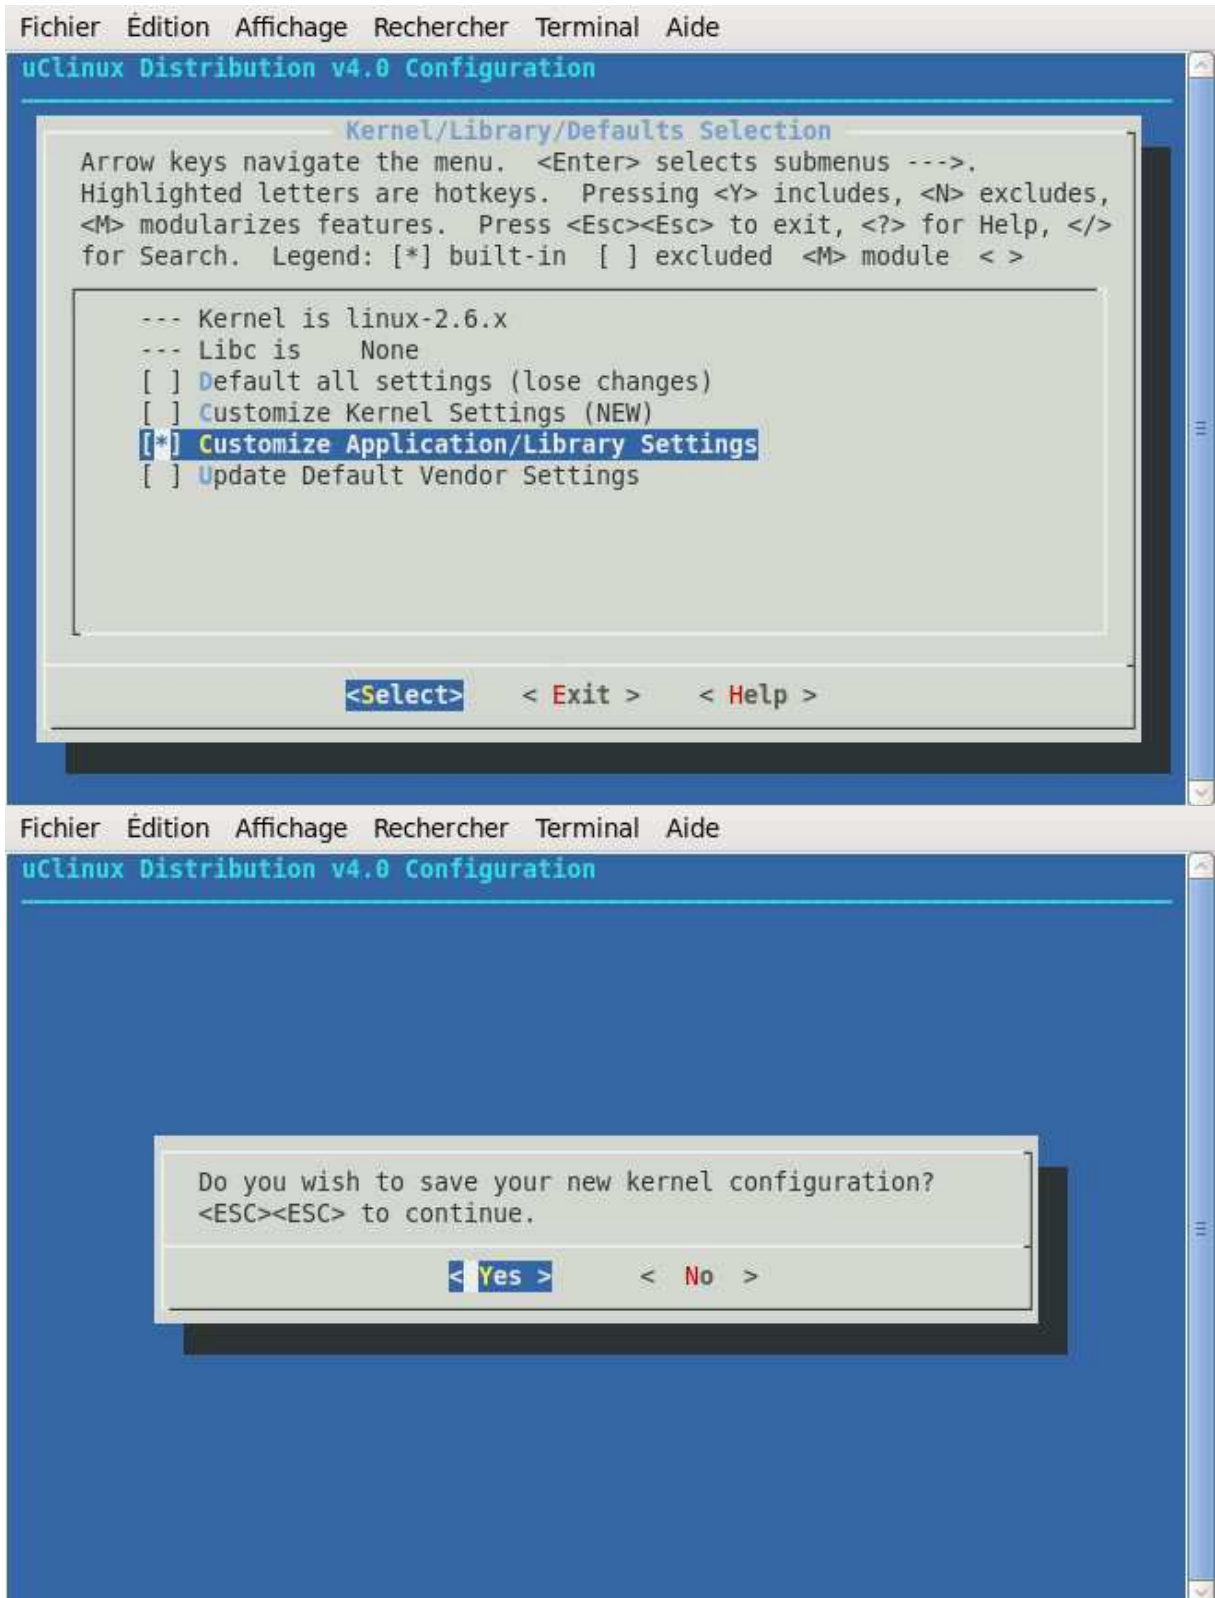 Fichier Édition Affichage Rechercher Terminal Aide
uClinux Distribution v4.0 Configuration
Kernel/Library/Defaults Selection
Arrow keys navigate the menu.  <Enter> selects submenus --->.
Highlighted letters are hotkeys.  Pressing <Y> includes, <N> excludes,
<M> modularizes features.  Press <Esc><Esc> to exit, <?> for Help, </>
for Search.  Legend: [*] built-in  [ ] excluded  <M> module  < >
--- Kernel is linux-2.6.x
--- Libc is    None
[ ] Default all settings (lose changes)
[ ] Customize Kernel Settings (NEW)
[*] Customize Application/Library Settings
[ ] Update Default Vendor Settings
<Select>    < Exit >    < Help >
Fichier Édition Affichage Rechercher Terminal Aide
uClinux Distribution v4.0 Configuration
Do you wish to save your new kernel configuration?
<ESC><ESC> to continue.
< Yes >      <  No  >